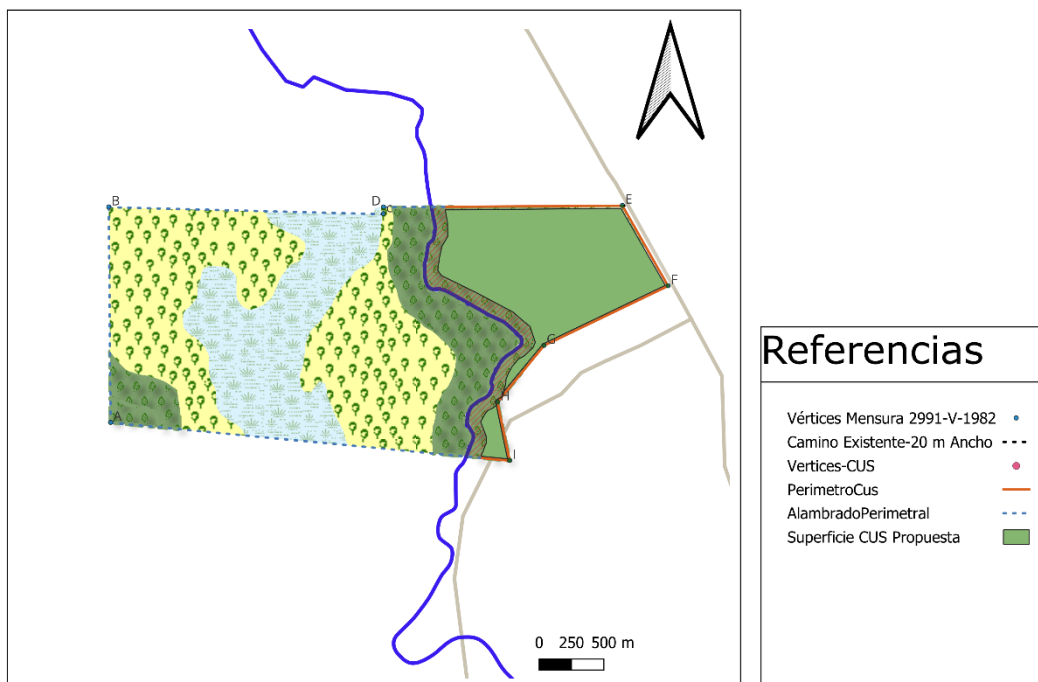 B
D
C
E
F
G
H
A
I
0 250 500 m
Referencias
Vértices Mensura 2991-V-1982
Camino Existente-20 m Ancho
Vertices-CUS
PerimetroCus
AlambradoPerimetral
Superficie CUS Propuesta